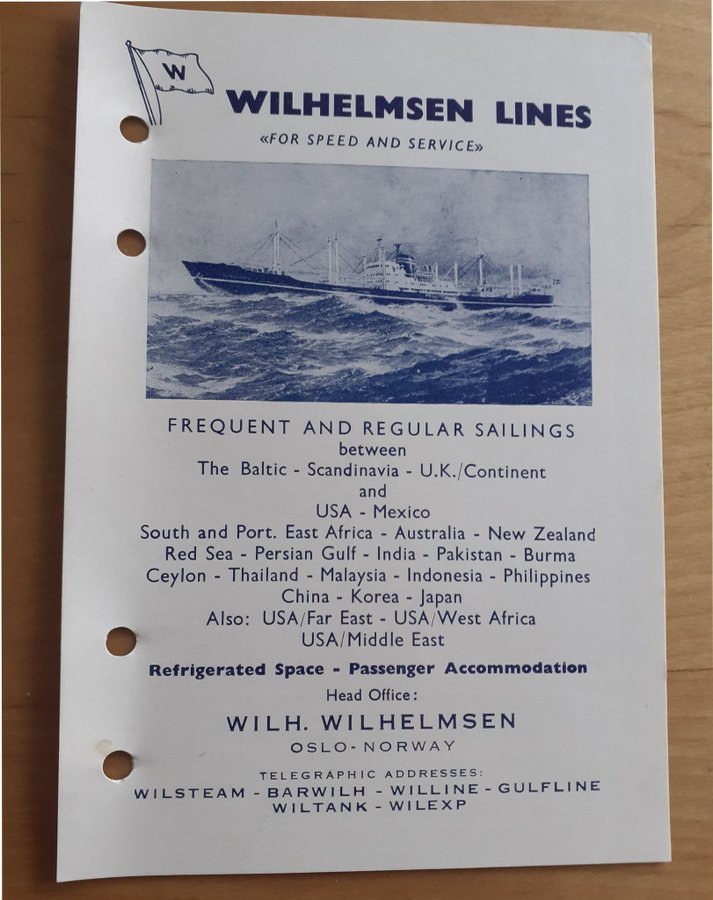 W
WILHELMSEN LINES
«FOR SPEED AND SERVICE»
FREQUENT AND REGULAR SAILINGS
between
The Baltic - Scandinavia - U.K./Continent
and
USA - Mexico
South and Port. East Africa - Australia - New Zealand
Red Sea - Persian Gulf - India - Pakistan - Burma
Ceylon - Thailand - Malaysia - Indonesia - Philippines
China - Korea - Japan
Also: USA/Far East - USA/West Africa
USA/Middle East
Refrigerated Space - Passenger Accommodation
Head Office:
WILH. WILHELMSEN
OSLO-NORWAY
TELEGRAPHIC ADDRESSES:
WILSTEAM - BARWILH - WILLINE - GULFLINE
WILTANK - WILEXP